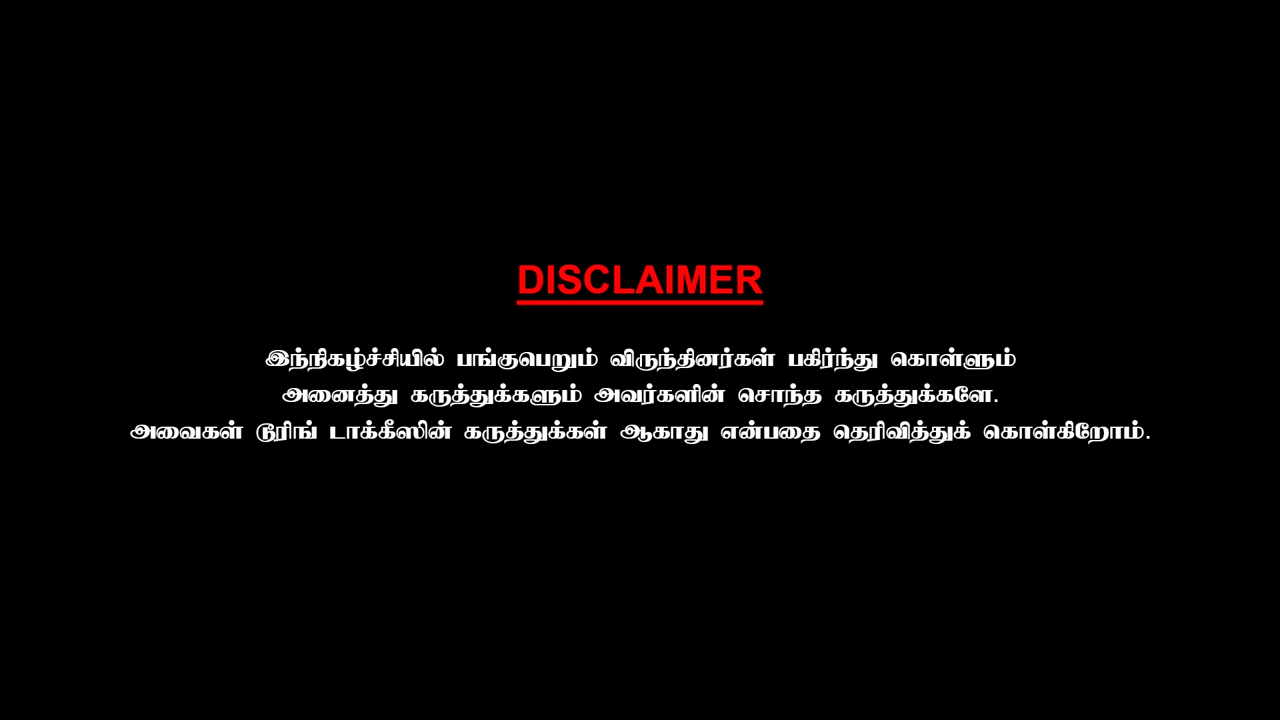 DISCLAIMER
இந்நிகழ்ச்சியில் பங்குபெறும் விருந்தினர்கள் பகிர்ந்து கொள்ளும்
அனைத்து கருத்துக்களும் அவர்களின் சொந்த கருத்துக்களே.
அவைகள் டூரிங் டாக்கீஸின் கருத்துக்கள் ஆகாது என்பதை தெரிவித்துக் கொள்கிறோம்.